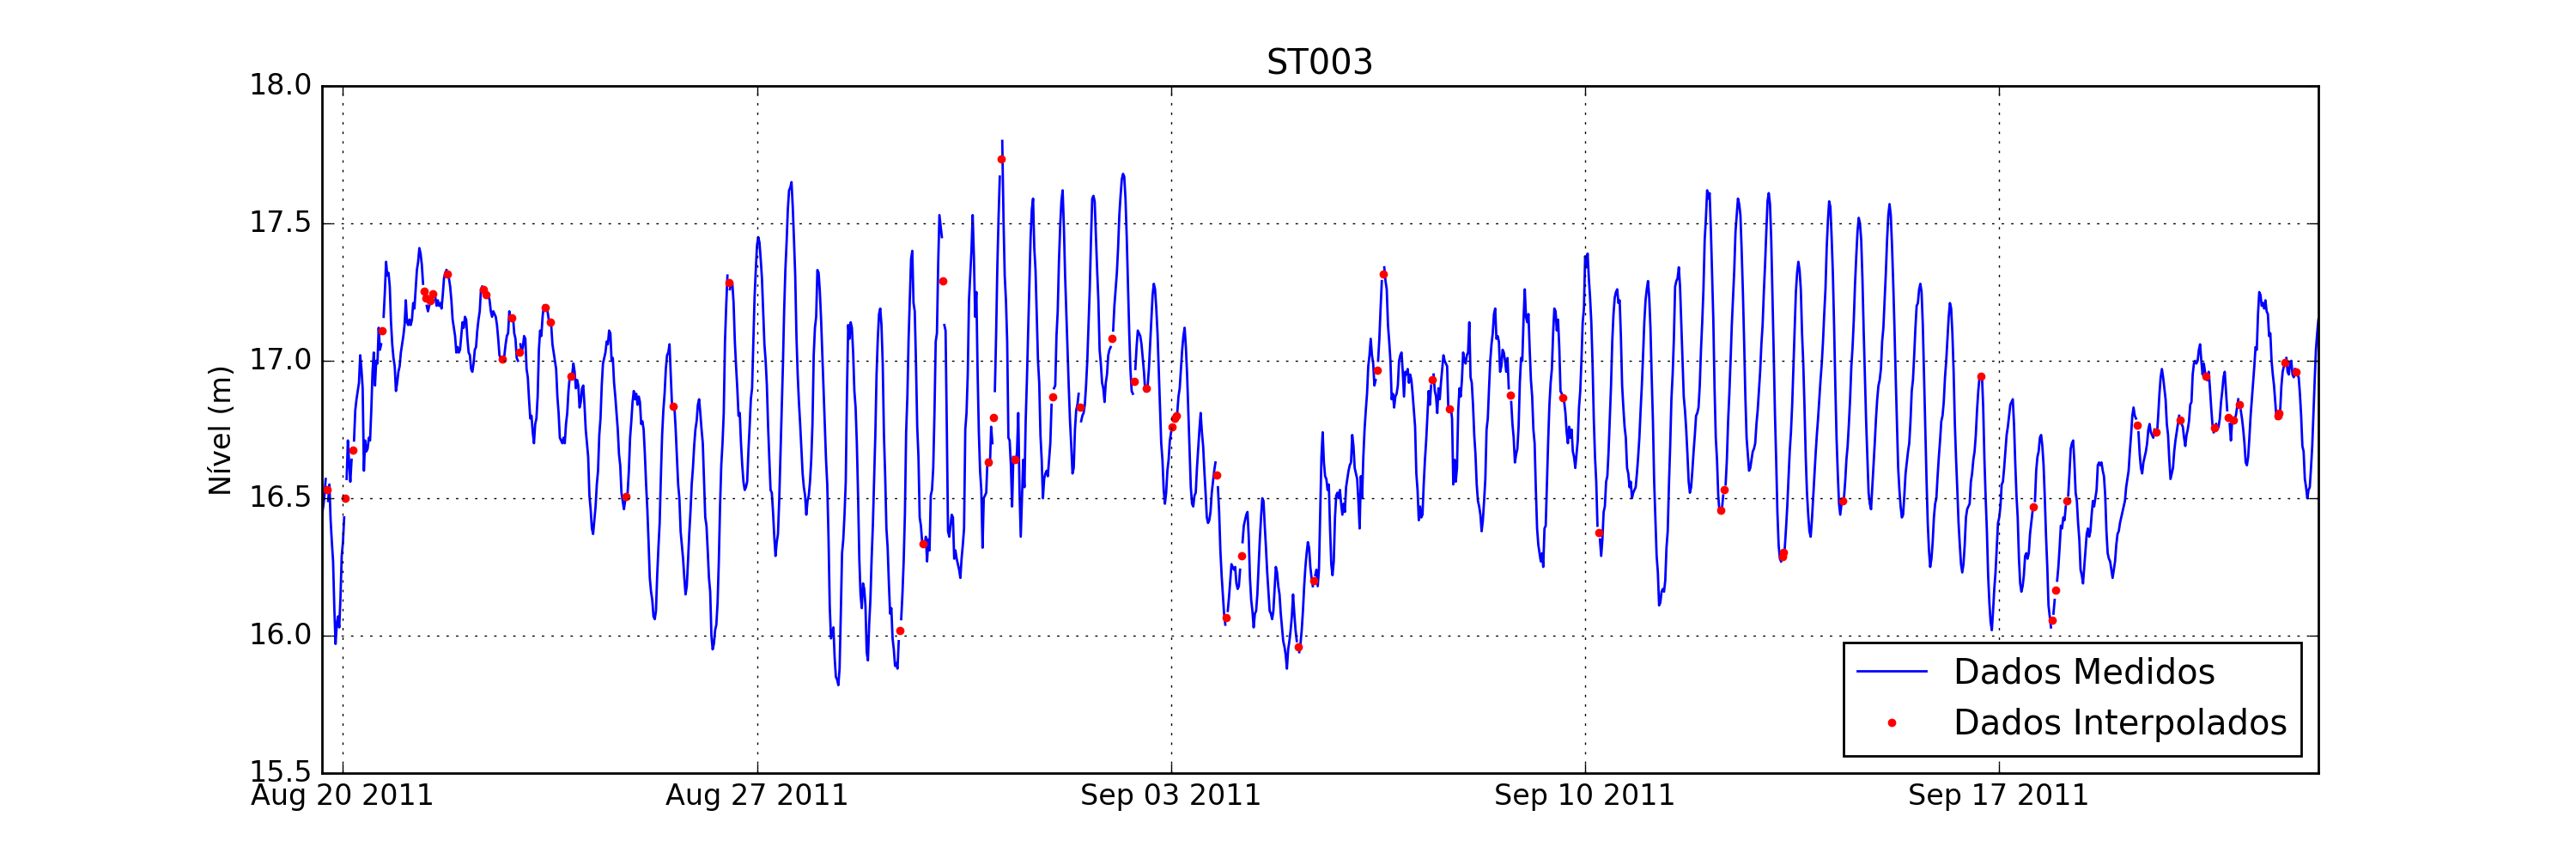 ST003
Nível (m)
18.0
17.5
17.0
16.5
16.0
15.5
Aug 20 2011
Aug 27 2011
Sep 03 2011
Sep 10 2011
Sep 17 2011
Dados Medidos
Dados Interpolados